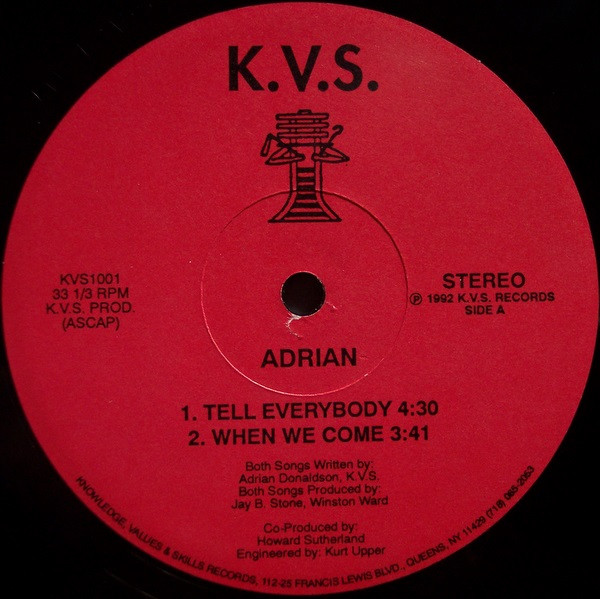 K.V.S.
KVS1001
33 1/3 RPM
K.V.S. PROD.
(ASCAP)
STEREO
℗ 1992 K.V.S. RECORDS
SIDE A
ADRIAN
1. TELL EVERYBODY 4:30
2. WHEN WE COME 3:41
Both Songs Written by:
Adrian Donaldson, K.V.S.
Both Songs Produced by:
Jay B. Stone, Winston Ward
Co-Produced by:
Howard Sutherland
Engineered by: Kurt Upper
KNOWLEDGE, VALUES & SKILLS RECORDS, 112-25 FRANCIS LEWIS BLVD., QUEENS, NY 11429 (718) 965-2053